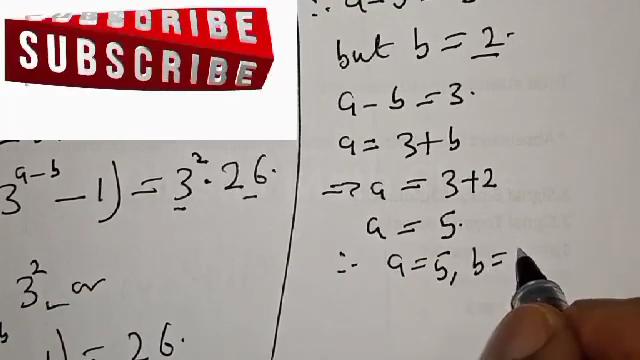 SUBSCRIBE
SUBSCRIBE
3^{a-b} - 1) = 3^2 · 26.
3^2 or
= 26.
but b = 2.
a - b = 3.
a = 3 + b
⇒ a = 3 + 2
a = 5.
∴ a = 5, b =